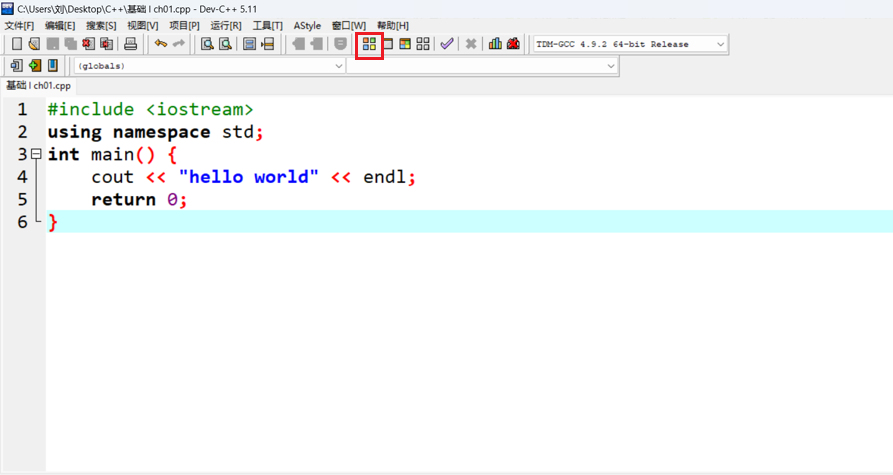 C:\Users\刘\Desktop\C++\基础 l ch01.cpp - Dev-C++ 5.11
文件[F] 编辑[E] 搜索[S] 视图[V] 项目[P] 运行[R] 工具[T] AStyle 窗口[W] 帮助[H]
TDM-GCC 4.9.2 64-bit Release
(globals)
基础 l ch01.cpp
1 #include <iostream>
2 using namespace std;
3 int main() {
4 cout << "hello world" << endl;
5 return 0;
6 }